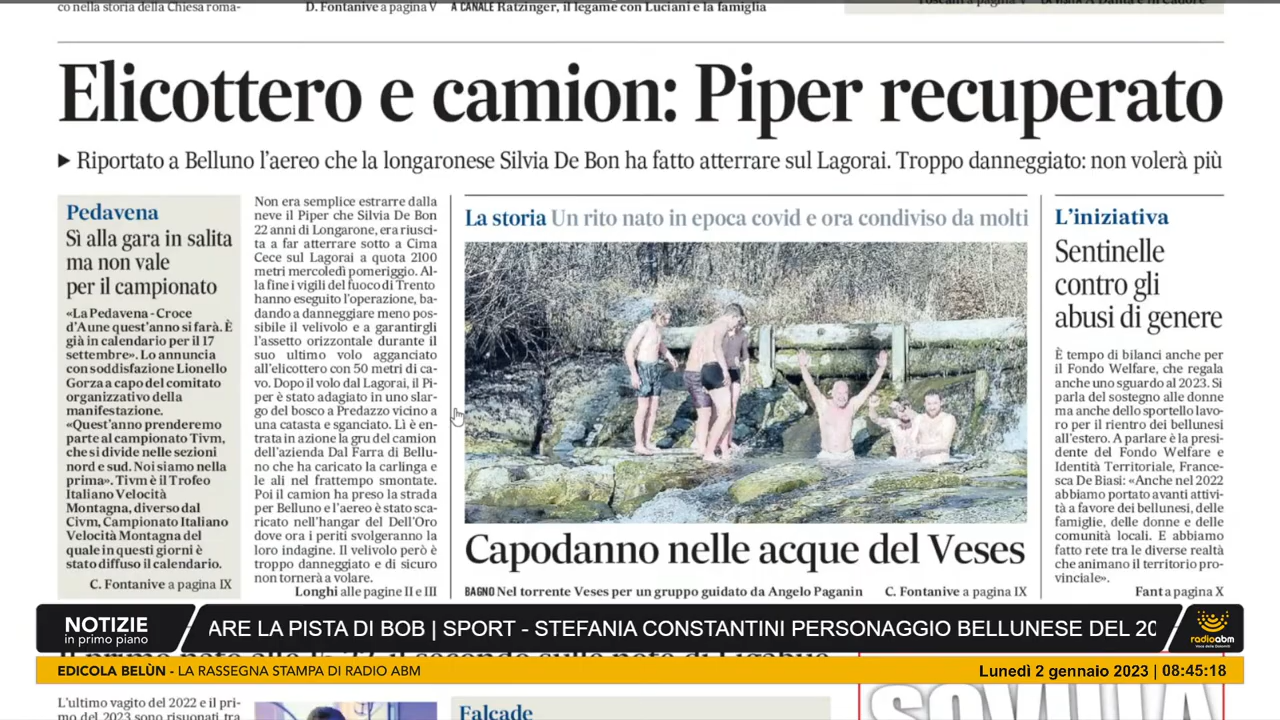 co nella storia della Chiesa roma-
D. Fontanive a pagina V
A CANALE Ratzinger, il legame con Luciani e la famiglia
Elicottero e camion: Piper recuperato
▶ Riportato a Belluno l'aereo che la longaronese Silvia De Bon ha fatto atterrare sul Lagorai. Troppo danneggiato: non volerà più
Pedavena
Sì alla gara in salita
ma non vale
per il campionato
«La Pedavena - Croce
d'Aune quest'anno si farà. È
già in calendario per il 17
settembre». Lo annuncia
con soddisfazione Lionello
Gorza a capo del comitato
organizzativo della
manifestazione.
«Quest'anno prenderemo
parte al campionato Tivm,
che si divide nelle sezioni
nord e sud. Noi siamo nella
prima». Tivm è il Trofeo
Italiano Velocità
Montagna, diverso dal
Civm, Campionato Italiano
Velocità Montagna del
quale in questi giorni è
stato diffuso il calendario.
C. Fontanive a pagina IX
Non era semplice estrarre dalla
neve il Piper che Silvia De Bon
22 anni di Longarone, era riusci-
ta a far atterrare sotto a Cima
Cece sul Lagorai a quota 2100
metri mercoledì pomeriggio. Al-
la fine i vigili del fuoco di Trento
hanno eseguito l'operazione, ba-
dando a danneggiare meno pos-
sibile il velivolo e a garantirgli
l'assetto orizzontale durante il
suo ultimo volo agganciato
all'elicottero con 50 metri di ca-
vo. Dopo il volo dal Lagorai, il Pi-
per è stato adagiato in uno slar-
go del bosco a Predazzo vicino a
una catasta e sganciato. Lì è en-
trata in azione la gru del camion
dell'azienda Dal Farra di Bellu-
no che ha caricato la carlinga e
le ali nel frattempo smontate.
Poi il camion ha preso la strada
per Belluno e l'aereo è stato sca-
ricato nell'hangar del Dell'Oro
dove ora i periti svolgeranno la
loro indagine. Il velivolo però è
troppo danneggiato e di sicuro
non tornerà a volare.
Longhi alle pagine II e III
La storia Un rito nato in epoca covid e ora condiviso da molti
Capodanno nelle acque del Veses
BAGNO Nel torrente Veses per un gruppo guidato da Angelo Paganin
C. Fontanive a pagina IX
L'iniziativa
Sentinelle
contro gli
abusi di genere
È tempo di bilanci anche per
il Fondo Welfare, che regala
anche uno sguardo al 2023. Si
parla del sostegno alle donne
ma anche dello sportello lavo-
ro per il rientro dei bellunesi
all'estero. A parlare è la presi-
dente del Fondo Welfare e
Identità Territoriale, France-
sca De Biasi: «Anche nel 2022
abbiamo portato avanti attivi-
tà a favore dei bellunesi, delle
famiglie, delle donne e delle
comunità locali. E abbiamo
fatto rete tra le diverse realtà
che animano il territorio pro-
vinciale».
Fant a pagina X
NOTIZIE
in primo piano
ARE LA PISTA DI BOB | SPORT - STEFANIA CONSTANTINI PERSONAGGIO BELLUNESE DEL 20
radioabm
EDICOLA BELÙN - LA RASSEGNA STAMPA DI RADIO ABM
Lunedì 2 gennaio 2023 | 08:45:18
L'ultimo vagito del 2022 e il pri-
mo del 2023 sono risuonati tra
Falcade